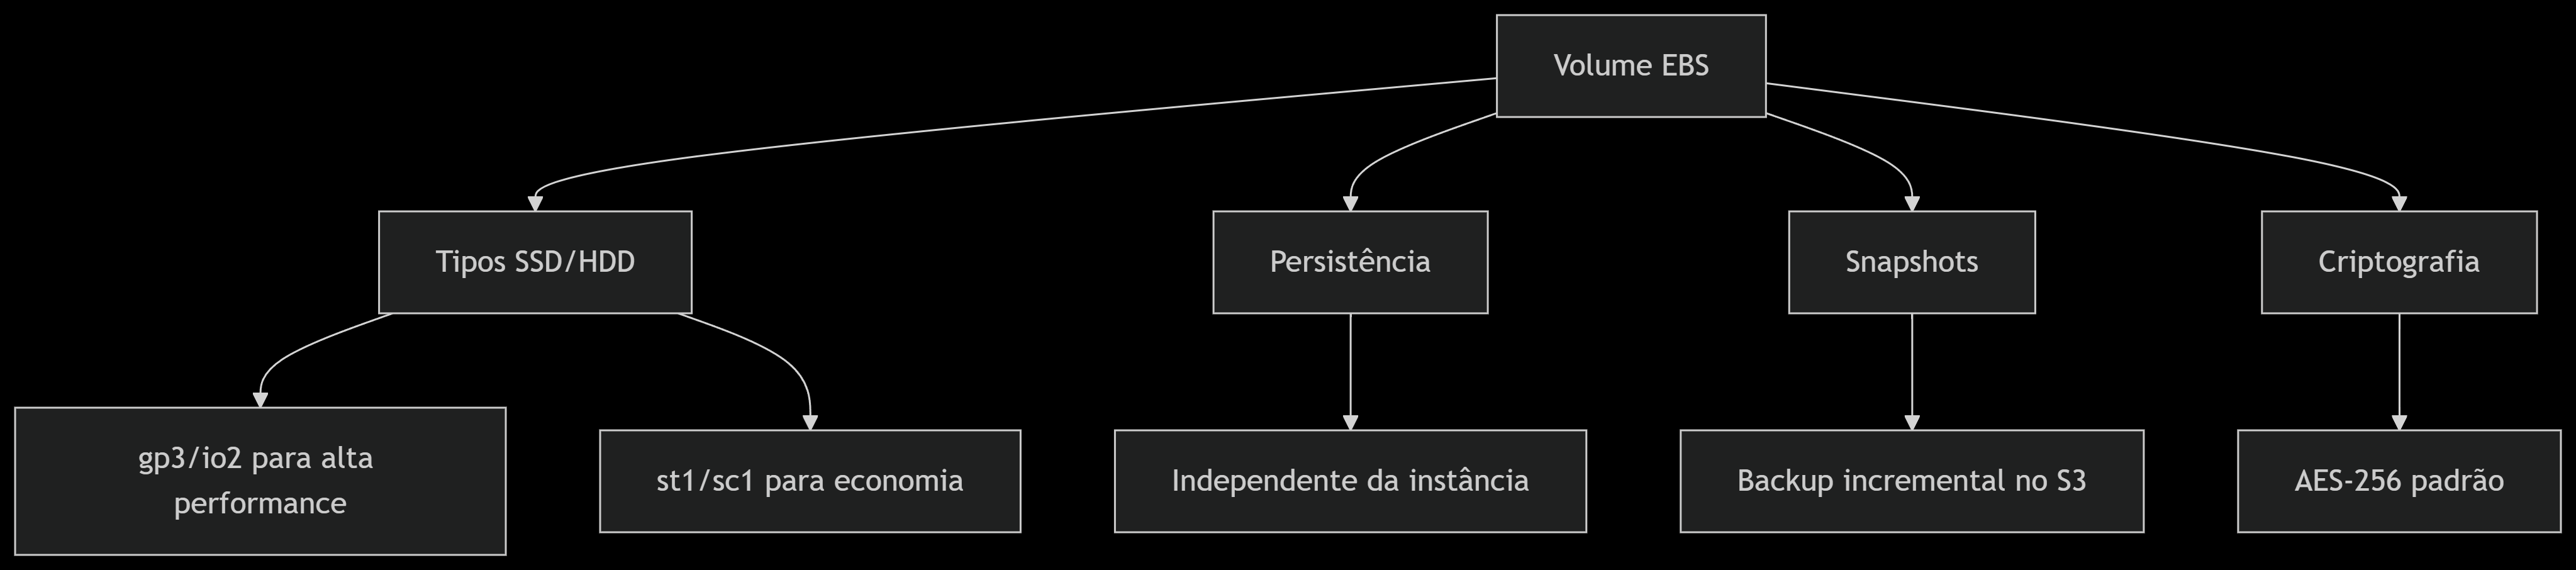 Volume EBS
Tipos SSD/HDD
Persistência
Snapshots
Criptografia
gp3/io2 para alta
performance
st1/sc1 para economia
Independente da instância
Backup incremental no S3
AES-256 padrão